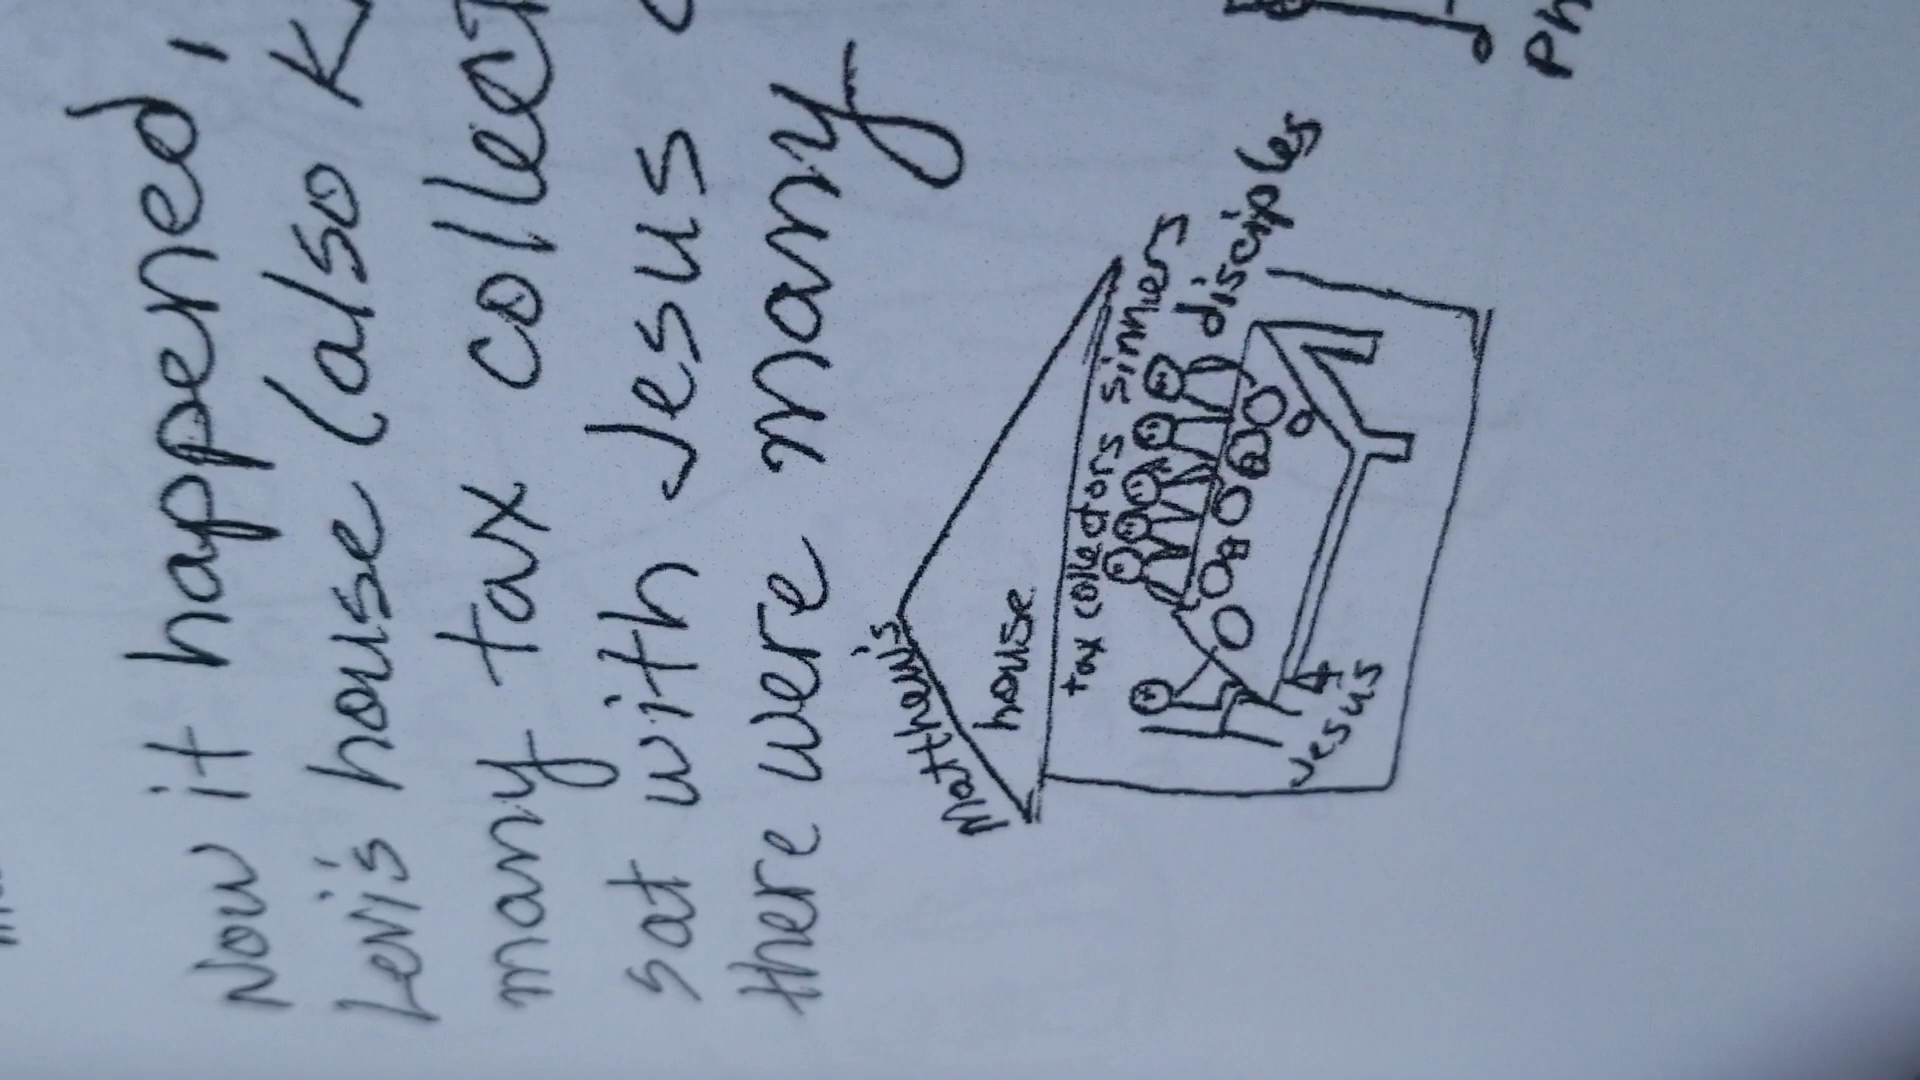 Now it happened,
Levi's house (also
many tax collec
sat with Jesus
there were many
Matthew's
house
tax collectors sinners
disciples
Jesus